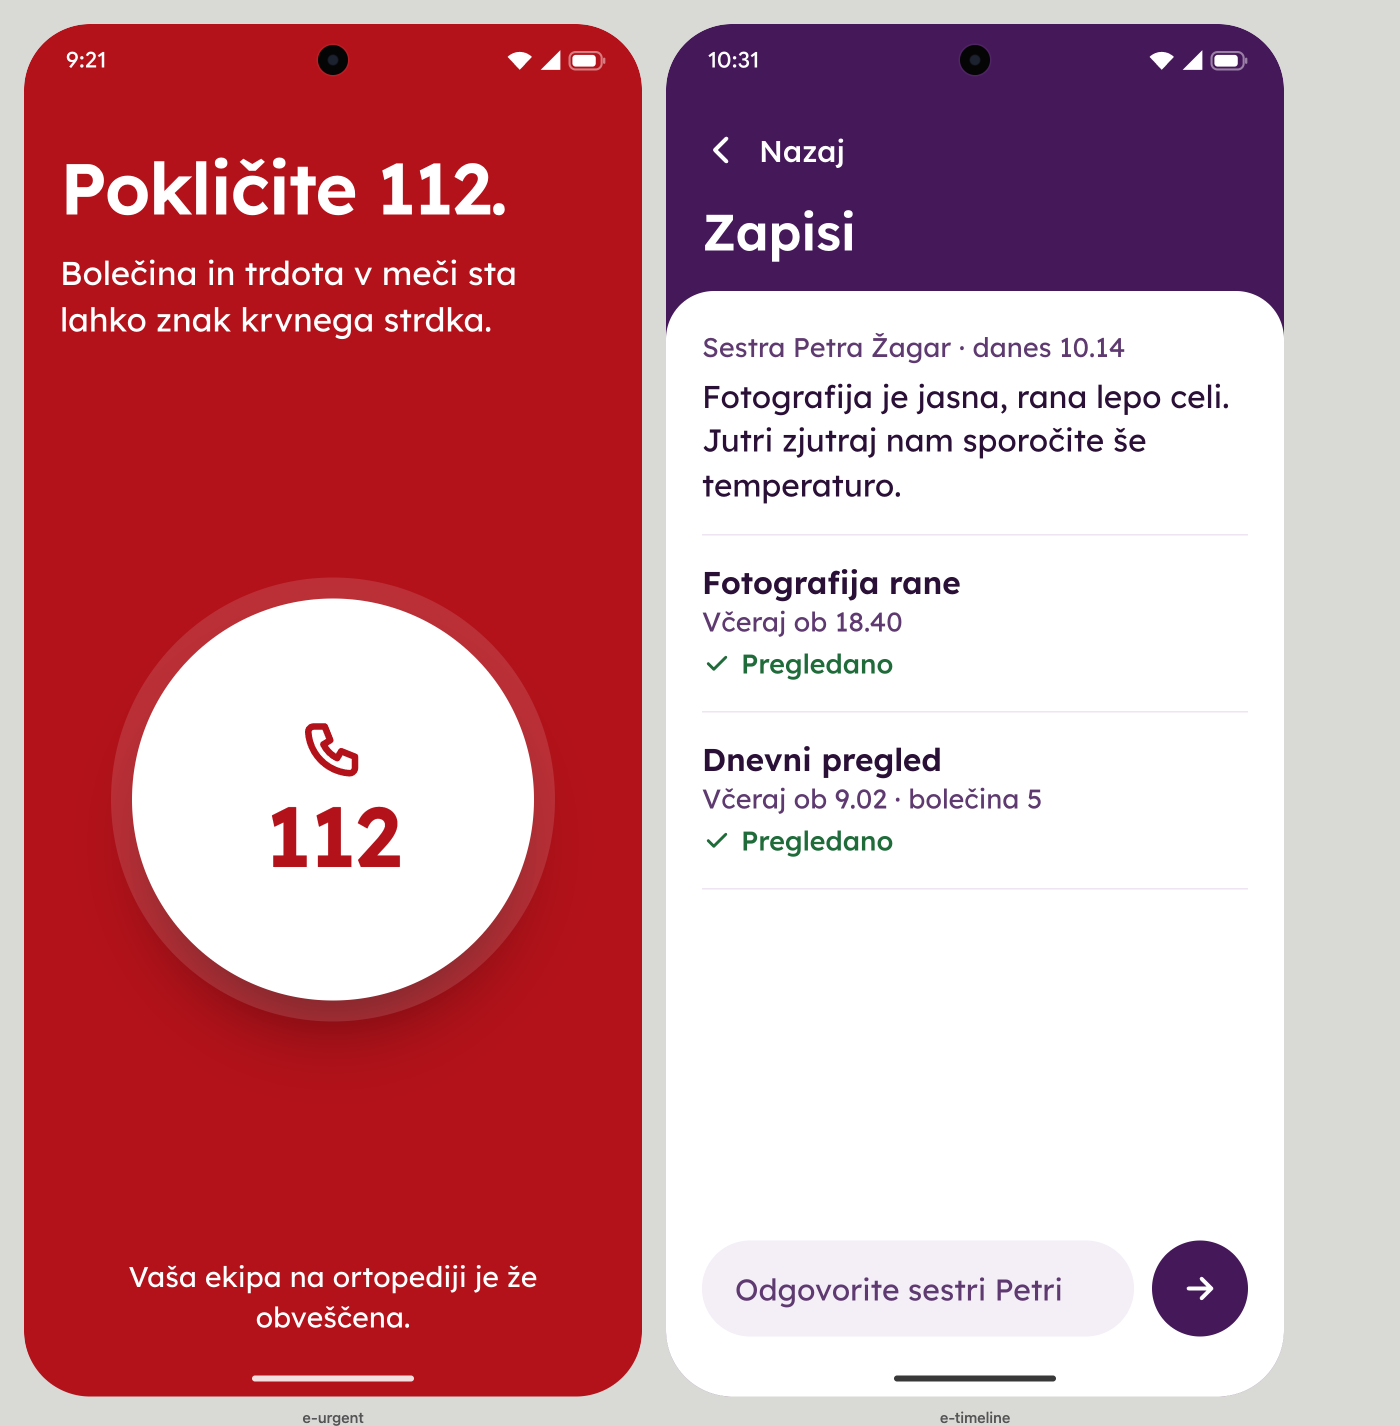 9:21
Pokličite 112.
Bolečina in trdota v meči sta
lahko znak krvnega strdka.
112
Vaša ekipa na ortopediji je že
obveščena.
e-urgent
10:31
Nazaj
Zapisi
Sestra Petra Žagar · danes 10.14
Fotografija je jasna, rana lepo celi.
Jutri zjutraj nam sporočite še
temperaturo.
Fotografija rane
Včeraj ob 18.40
Pregledano
Dnevni pregled
Včeraj ob 9.02 · bolečina 5
Pregledano
Odgovorite sestri Petri
e-timeline